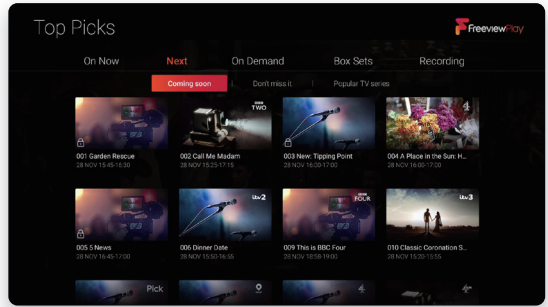 Top Picks
FreeviewPlay
On Now Next On Demand Box Sets Recording
Coming soon Don't miss it Popular TV series
BBC TWO
4
001 Garden Rescue 002 Call Me Madam 003 New: Tipping Point 004 A Place in the Sun: H...
28 NOV 15:45-16:30 28 NOV 15:25-17:15 28 NOV 16:00-17:00 28 NOV 16:00-17:00
itv2 BBC FOUR itv3
005 5 News 006 Dinner Date 009 This is BBC Four 010 Classic Coronation S...
28 NOV 16:45-17:00 28 NOV 15:50-16:55 28 NOV 18:58-19:00 28 NOV 15:20-15:55
Pick 4